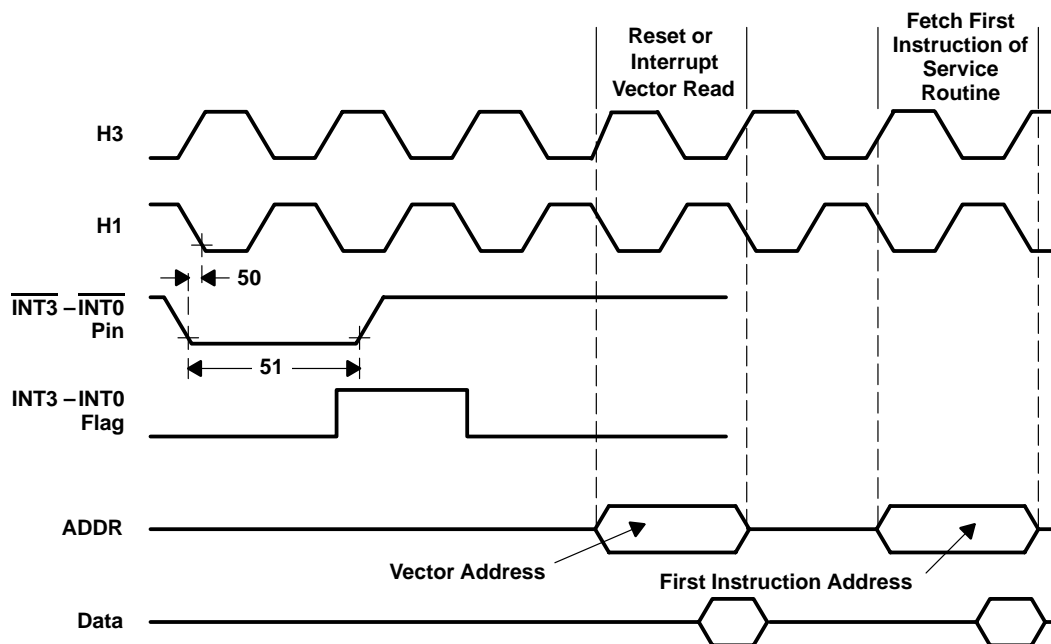 Reset or
Interrupt
Vector Read
Fetch First
Instruction of
Service
Routine
H3
H1
50
INT3 – INT0
Pin
51
INT3 – INT0
Flag
ADDR
Vector Address
First Instruction Address
Data